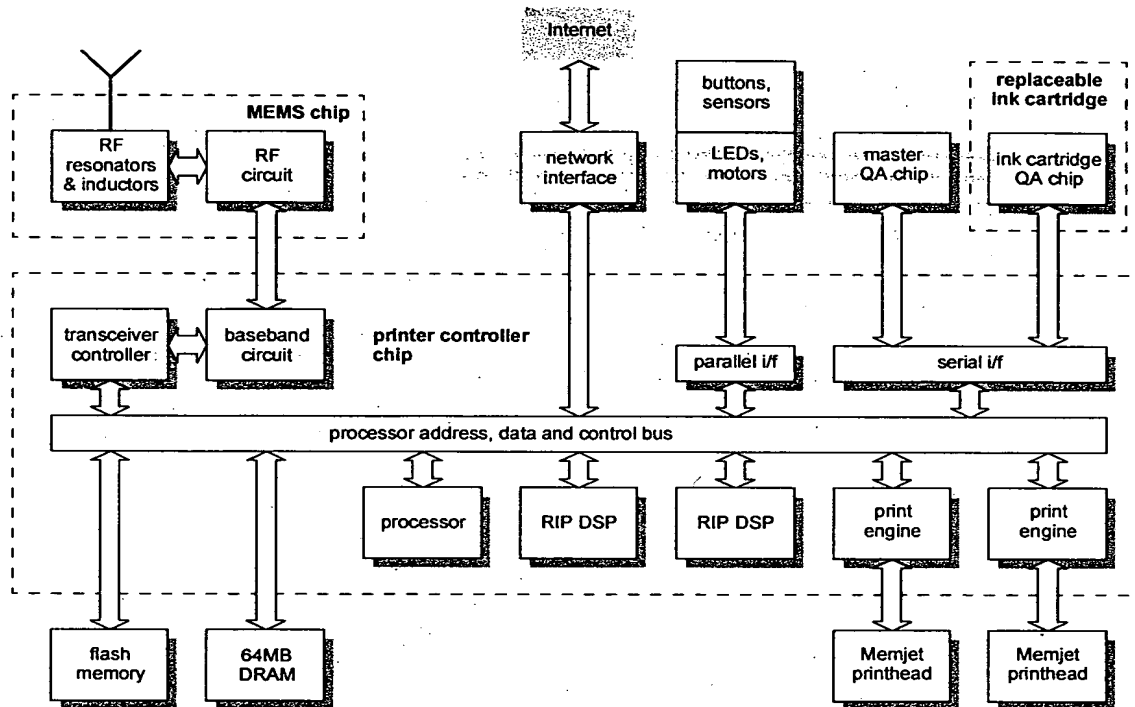 Internet
buttons,
sensors
replaceable
ink cartridge
MEMS chip
RF
resonators
& inductors
RF
circuit
network
interface
LEDs,
motors
master
QA chip
ink cartridge
QA chip
transceiver
controller
baseband
circuit
printer controller
chip
parallel i/f
serial i/f
processor address, data and control bus
processor
RIP DSP
RIP DSP
print
engine
print
engine
flash
memory
64MB
DRAM
Memjet
printhead
Memjet
printhead